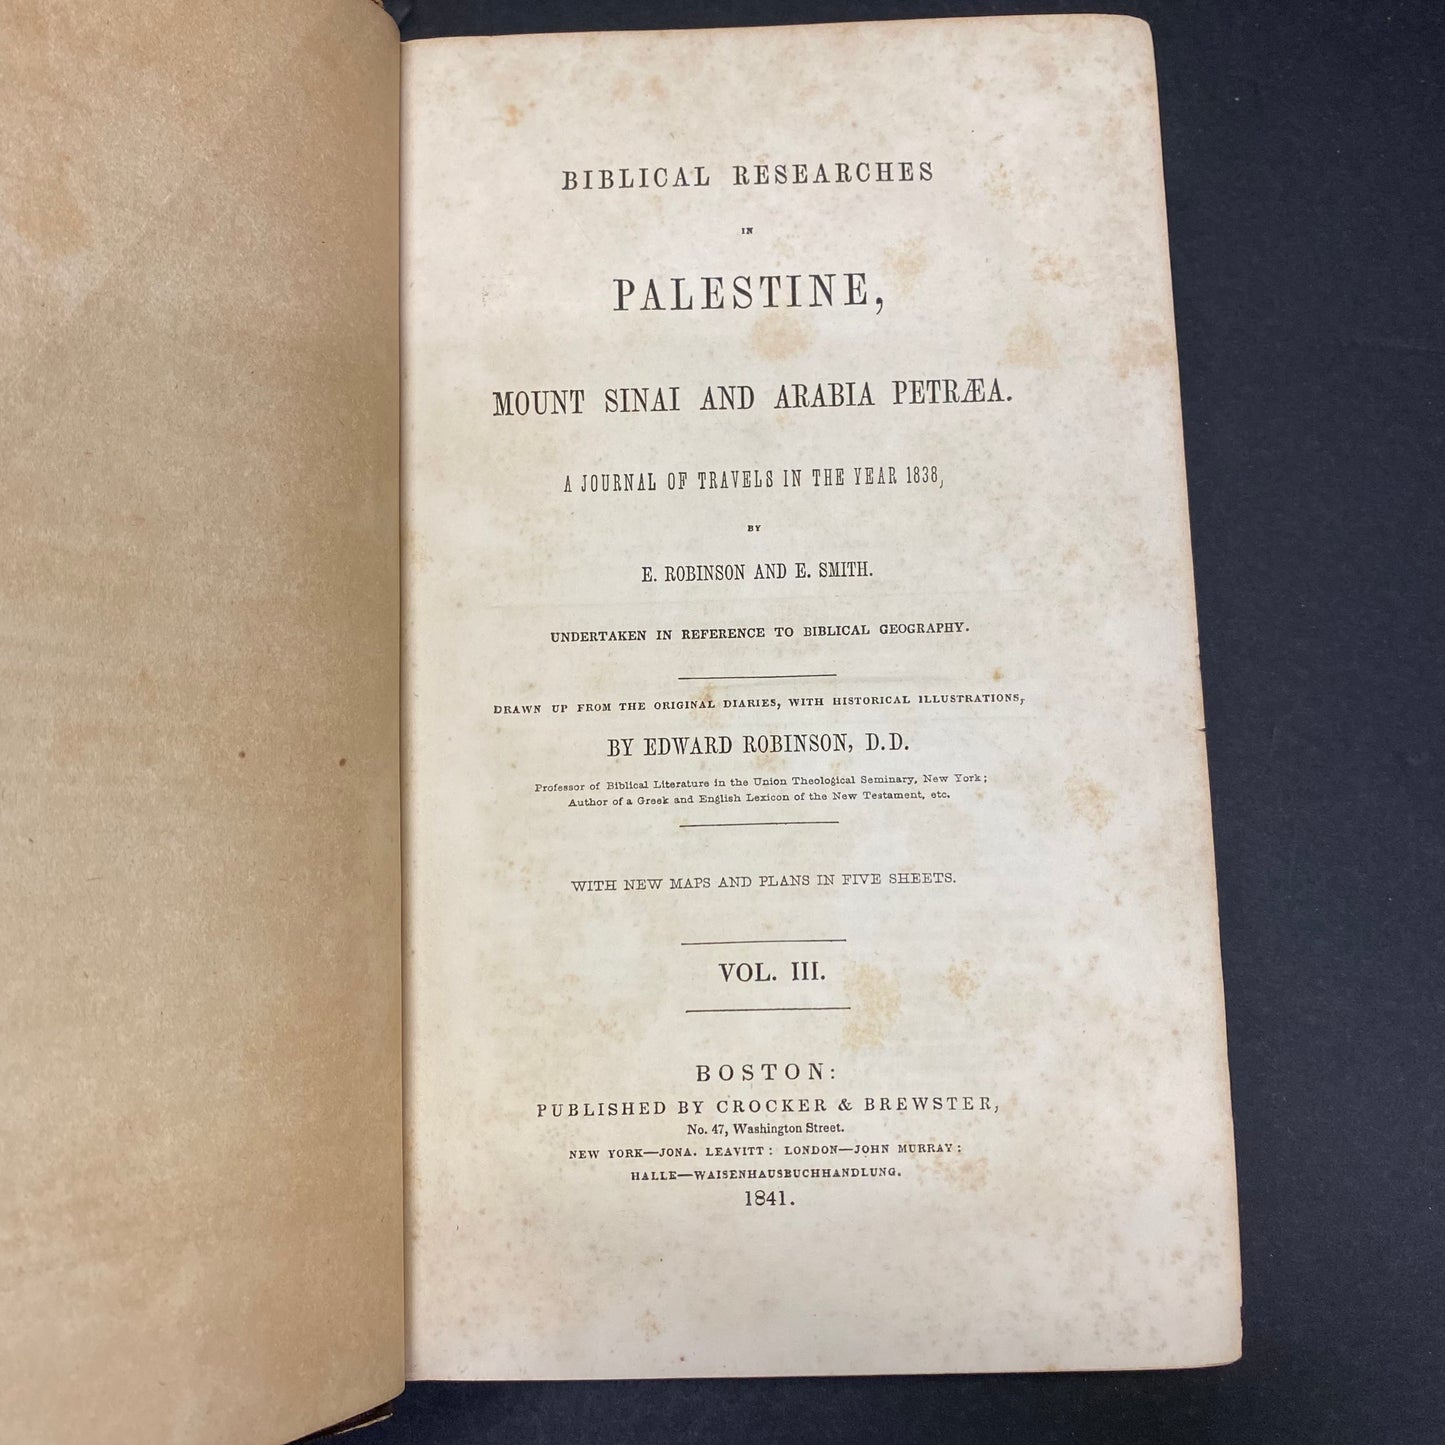 BIBLICAL RESEARCHES
IN
PALESTINE,
MOUNT SINAI AND ARABIA PETRÆA.
A JOURNAL OF TRAVELS IN THE YEAR 1838,
BY
E. ROBINSON AND E. SMITH.
UNDERTAKEN IN REFERENCE TO BIBLICAL GEOGRAPHY.
DRAWN UP FROM THE ORIGINAL DIARIES, WITH HISTORICAL ILLUSTRATIONS,
BY EDWARD ROBINSON, D.D.
Professor of Biblical Literature in the Union Theological Seminary, New York;
Author of a Greek and English Lexicon of the New Testament, etc.
WITH NEW MAPS AND PLANS IN FIVE SHEETS.
VOL. III.
BOSTON:
PUBLISHED BY CROCKER & BREWSTER,
No. 47, Washington Street.
NEW YORK—JONA. LEAVITT: LONDON—JOHN MURRAY:
HALLE—WAISENHAUSBUCHHANDLUNG.
1841.